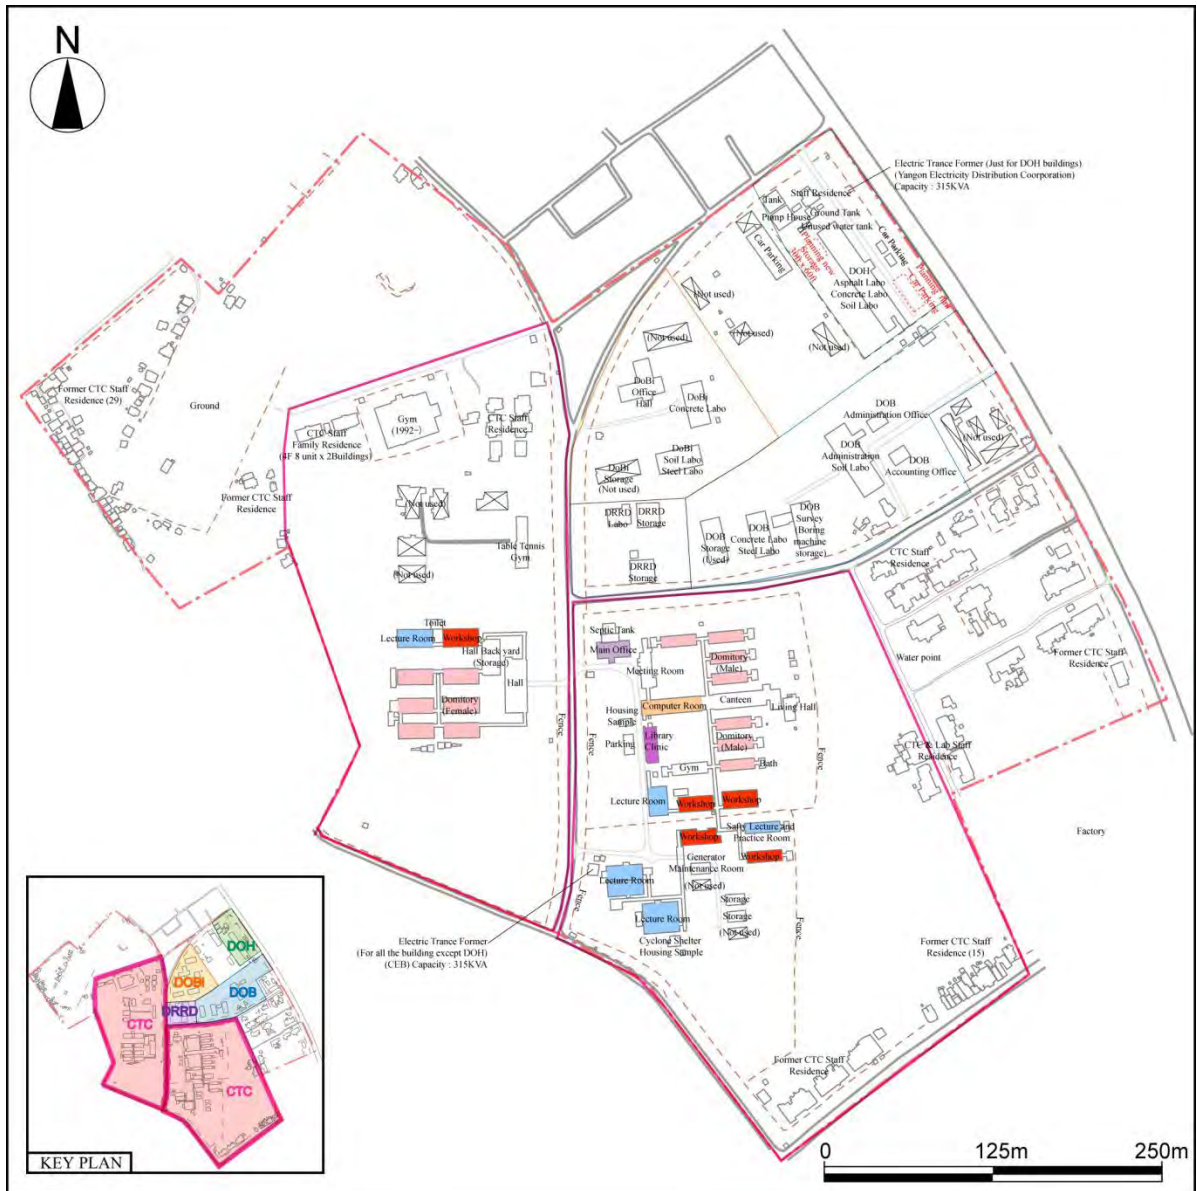 N
Electric Trance Former (Just for DOH buildings)
(Yangon Electricity Distribution Coorporation)
Capacity : 315KVA
Staff Residence
Tank
Ground Tank
Pump House
Unused water tank
Car Parking
Car Parking
Planning new
Storage
DOH
Asphalt Labo
Concrete Labo
Soil Labo
Planning new
Car Parking
(Not used)
(Not used)
(Not used)
(Not used)
Former CTC Staff
Residence (29)
Ground
DoBi
Office
Hall
DoBi
Concrete Labo
DOB
Administration Office
Gym
(1992~)
CTC Staff
Residence
CTC Staff
Family Residence
(4F 8 unit x 2Buildings)
(Not used)
DOB
Administration
Soil Labo
DOB
Accounting Office
DoBi
Soil Labo
Steel Labo
DoBi
Storage
(Not used)
Former CTC Staff
Residence
(Not used)
DRRD
Labo
DRRD
Storage
DOB
Storage
(Used)
DOB
Concrete Labo
Steel Labo
DOB
Survey
(Boring
machine
storage)
Table Tennis
Gym
CTC Staff
Residence
(Not used)
DRRD
Storage
Toilet
Lecture Room
Workshop
Hall Back yard
(Storage)
Septic Tank
Main Office
Meeting Room
Domitory
(Male)
Water point
Former CTC Staff
Residence
Hall
Domitory
(Female)
Canteen
Computer Room
Living Hall
Housing
Sample
Fence
Parking
Library
Clinic
Domitory
(Male)
CTC & Lab Staff
Residence
Fence
Fence
Gym
Bath
Lecture Room
Workshop
Workshop
Workshop
Safty Lecture and
Practice Room
Factory
Generator
Maintenance Room
Workshop
(Not used)
Lecture Room
Fence
Storage
Storage
(Not used)
Fence
Lecture Room
Cyclone Shelter
Housing Sample
Electric Trance Former
(For all the building except DOH)
(CEB) Capacity : 315KVA
Former CTC Staff
Residence (15)
Former CTC Staff
Residence
DOH
DOBI
DOB
DRRD
CTC
CTC
KEY PLAN
0 125m 250m